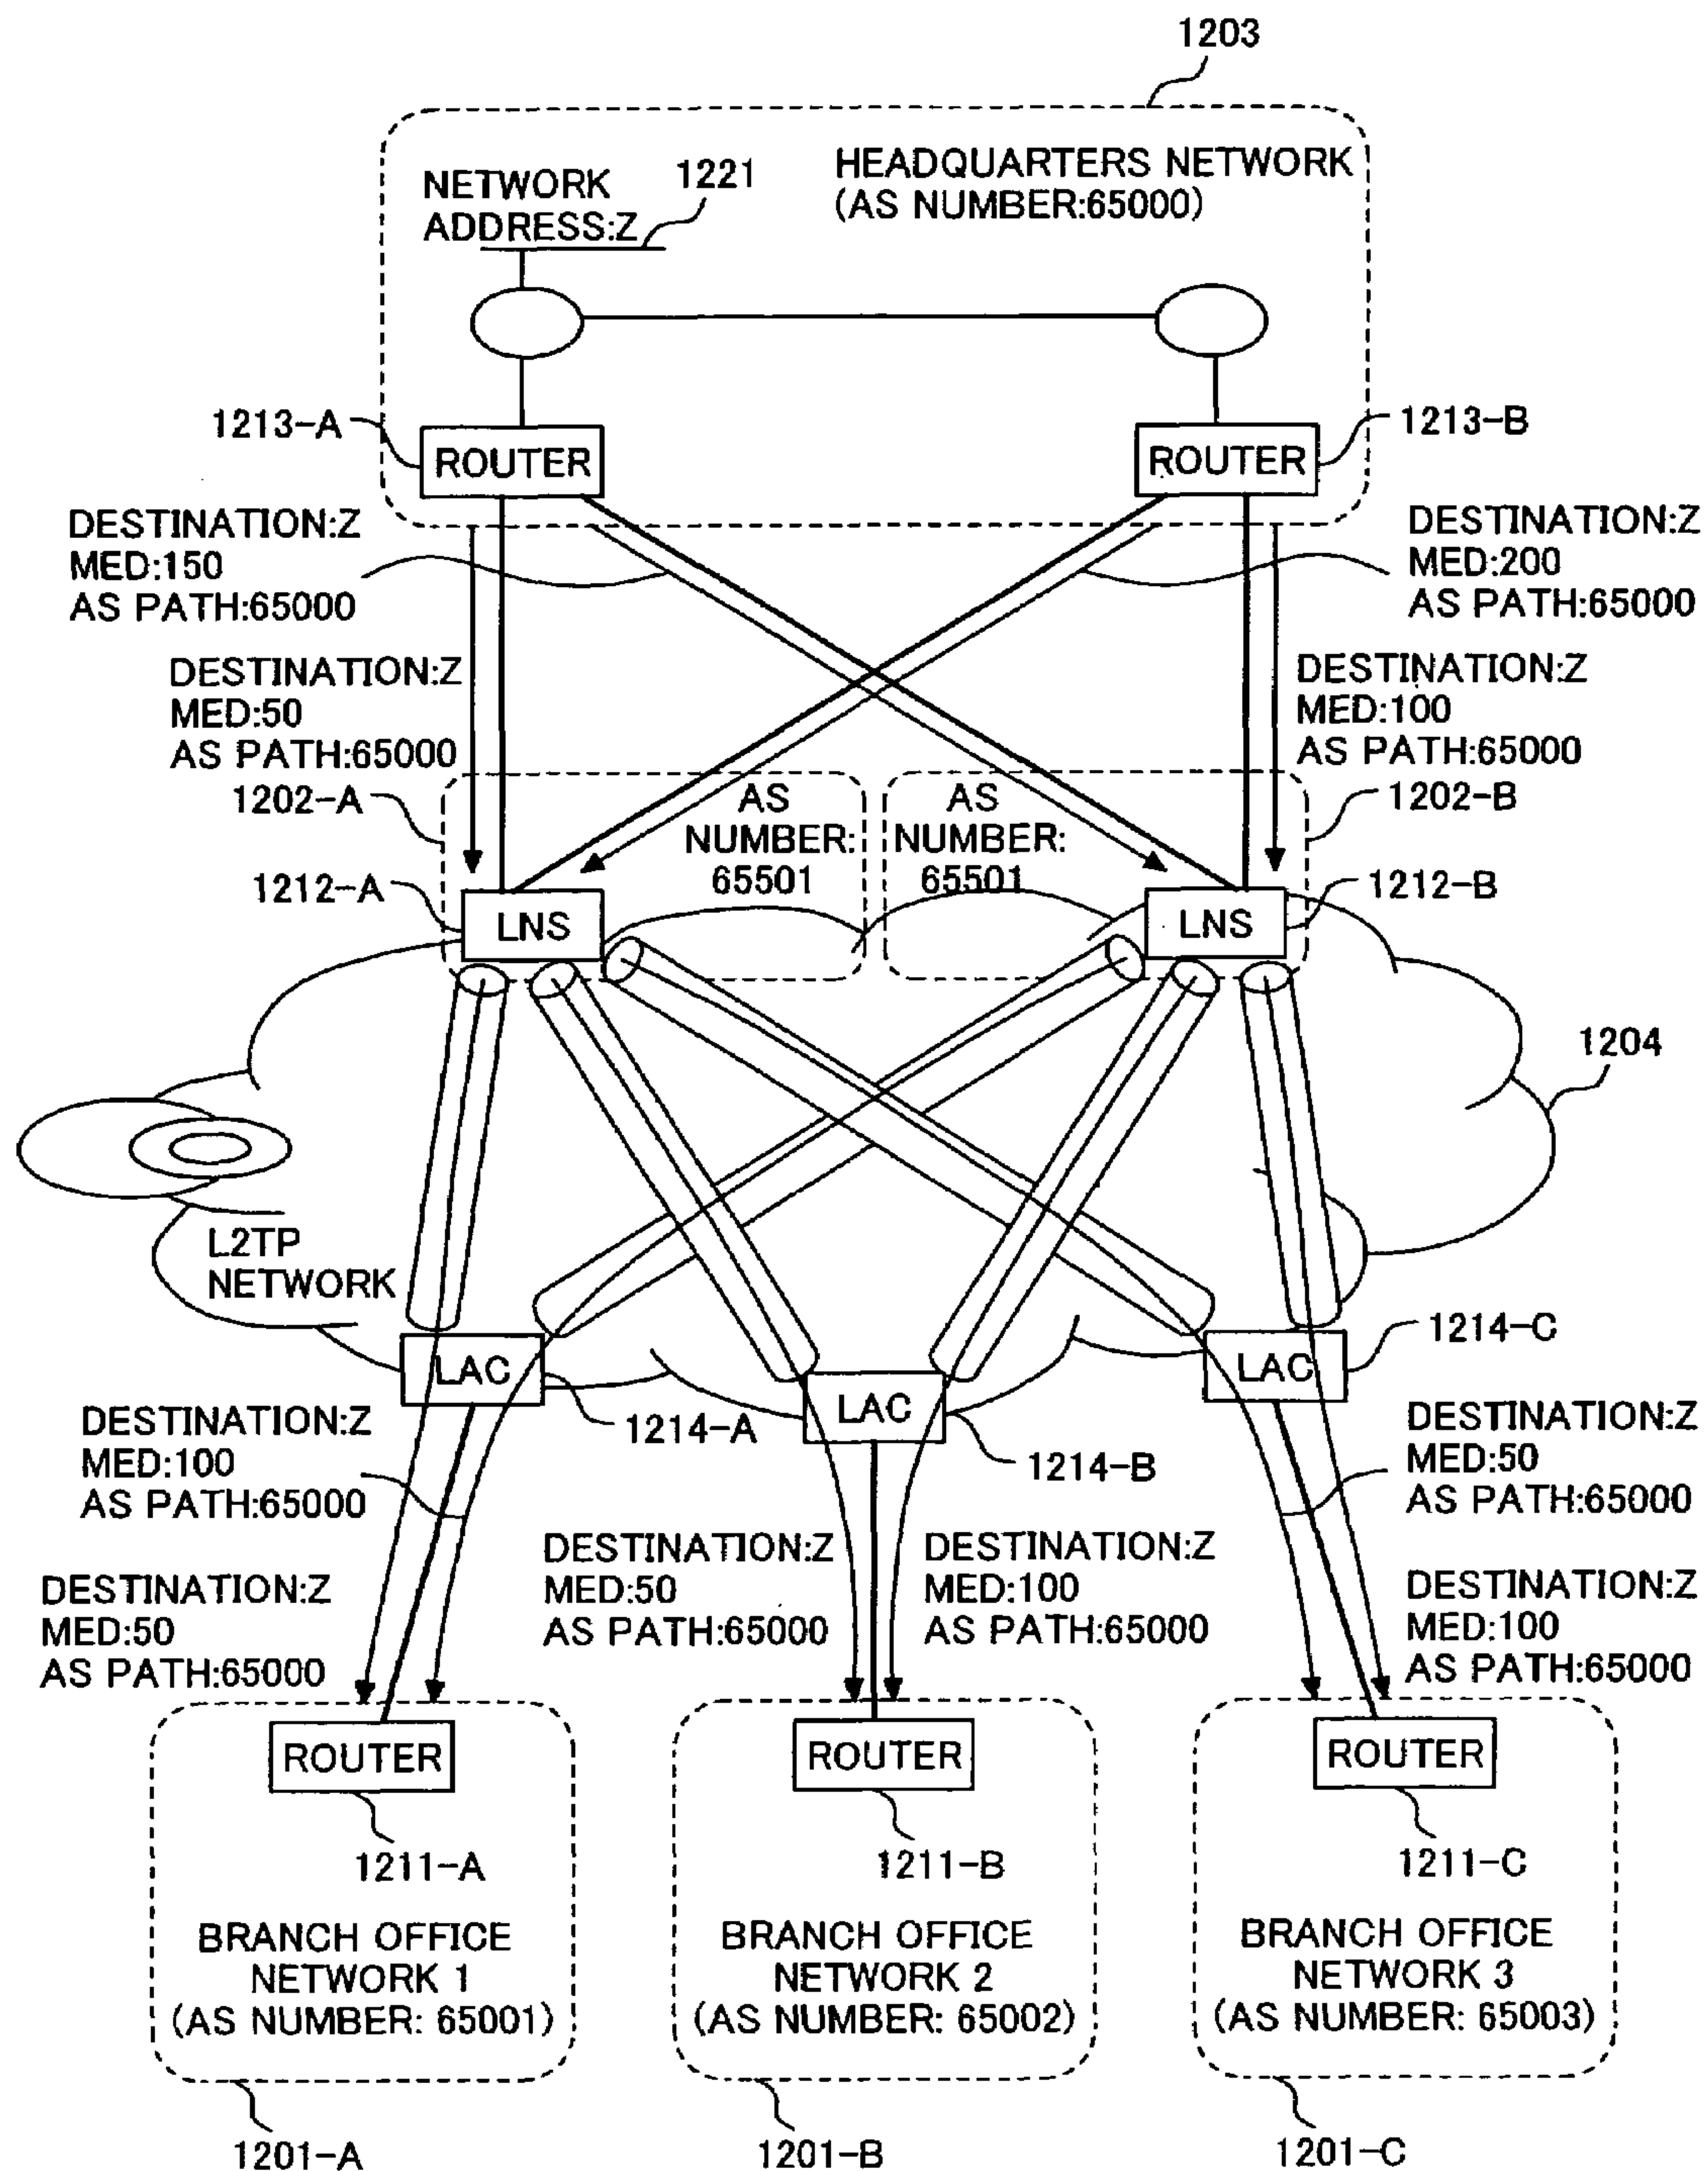 1203
HEADQUARTERS NETWORK
(AS NUMBER:65000)
NETWORK
ADDRESS:Z
1221
1213-A
ROUTER
ROUTER
1213-B
DESTINATION:Z
MED:150
AS PATH:65000
DESTINATION:Z
MED:200
AS PATH:65000
DESTINATION:Z
MED:50
AS PATH:65000
DESTINATION:Z
MED:100
AS PATH:65000
1202-A
AS
NUMBER:
65501
AS
NUMBER:
65501
1202-B
1212-A
LNS
LNS
1212-B
1204
L2TP
NETWORK
LAC
1214-A
LAC
1214-B
LAC
1214-C
DESTINATION:Z
MED:100
AS PATH:65000
DESTINATION:Z
MED:50
AS PATH:65000
DESTINATION:Z
MED:50
AS PATH:65000
DESTINATION:Z
MED:50
AS PATH:65000
DESTINATION:Z
MED:100
AS PATH:65000
DESTINATION:Z
MED:100
AS PATH:65000
ROUTER
1211-A
BRANCH OFFICE
NETWORK 1
(AS NUMBER: 65001)
1201-A
ROUTER
1211-B
BRANCH OFFICE
NETWORK 2
(AS NUMBER: 65002)
1201-B
ROUTER
1211-C
BRANCH OFFICE
NETWORK 3
(AS NUMBER: 65003)
1201-C